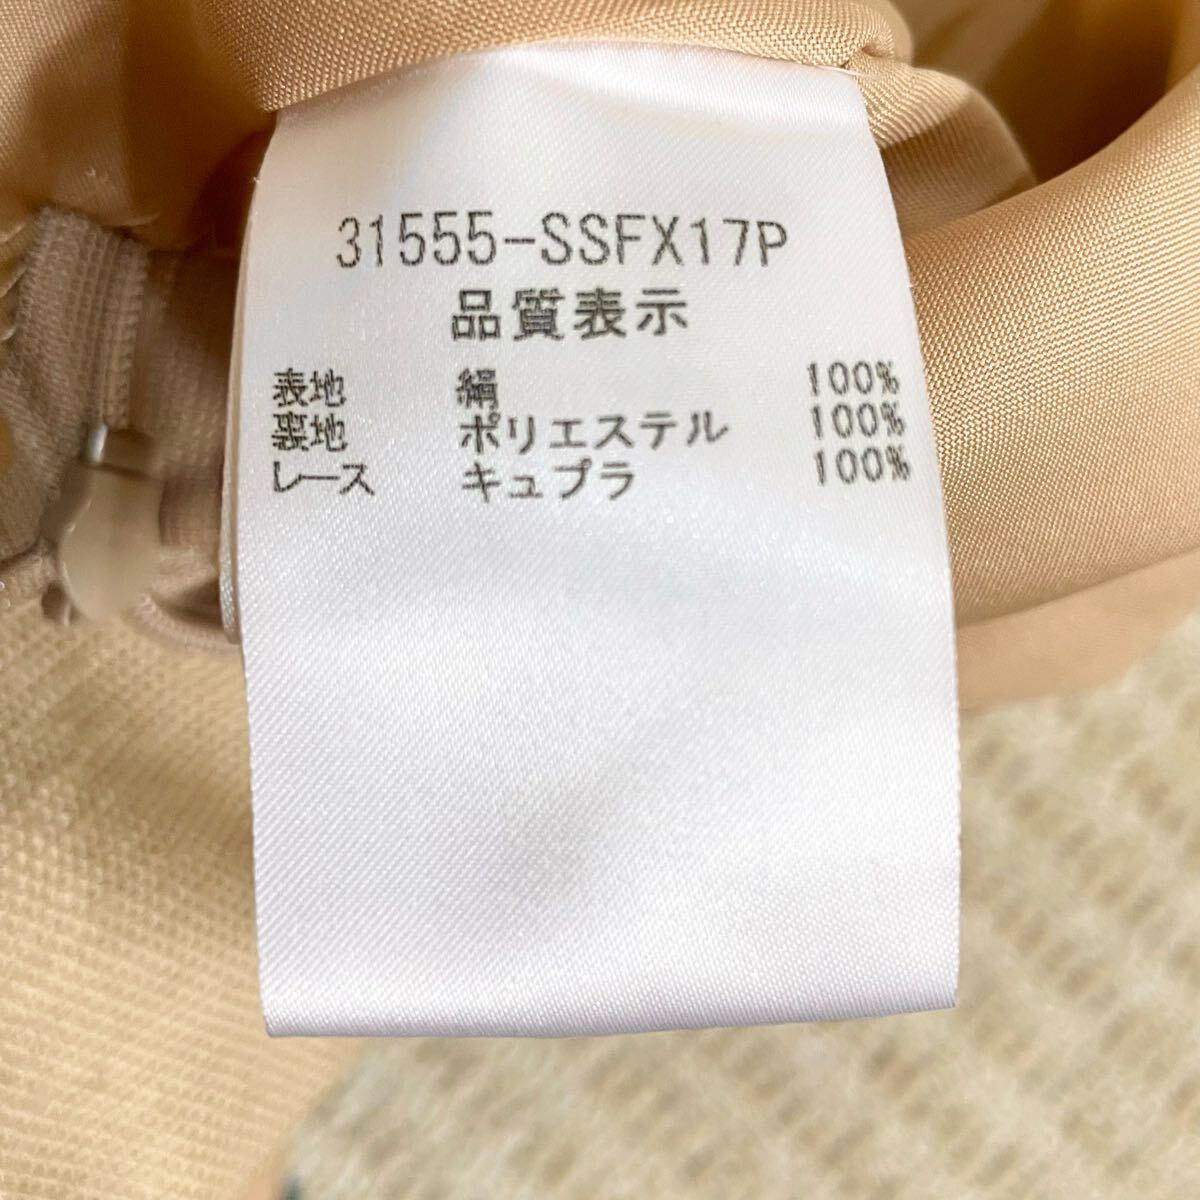 31555-SSFX17P
品質表示
表地 絹 100%
裏地 ポリエステル 100%
レース キュプラ 100%